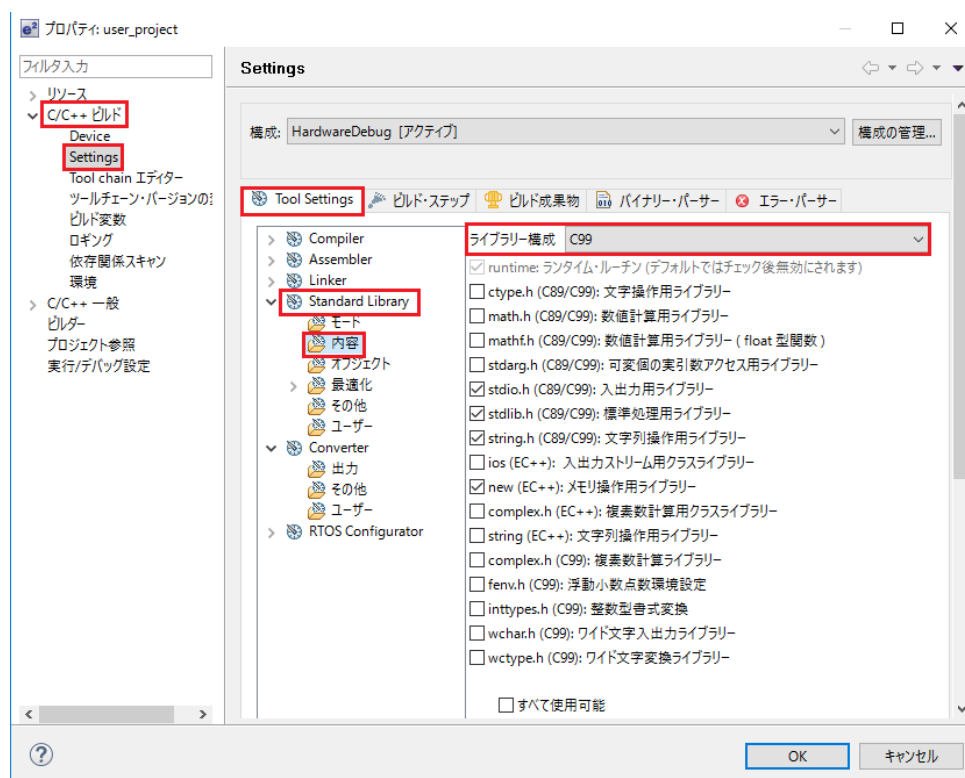 e² プロパティ: user_project
フィルタ入力
リソース
C/C++ ビルド
Device
Settings
Tool chain エディター
ツールチェーン・バージョンの
ビルド変数
ロギング
依存関係スキャン
環境
C/C++ 一般
ビルダー
プロジェクト参照
実行/デバッグ設定
Settings
構成: HardwareDebug [アクティブ]
構成の管理...
Tool Settings ビルド・ステップ ビルド成果物 バイナリー・パーサー エラー・パーサー
Compiler
Assembler
Linker
Standard Library
モード
内容
オブジェクト
最適化
その他
ユーザー
Converter
出力
その他
ユーザー
RTOS Configurator
ライブラリー構成 C99
runtime: ランタイム・ルーチン (デフォルトではチェック後無効にされます)
ctype.h (C89/C99): 文字操作用ライブラリー
math.h (C89/C99): 数値計算用ライブラリー
mathf.h (C89/C99): 数値計算用ライブラリー ( float 型関数 )
stdarg.h (C89/C99): 可変個の実引数アクセス用ライブラリー
stdio.h (C89/C99): 入出力用ライブラリー
stdlib.h (C89/C99): 標準処理用ライブラリー
string.h (C89/C99): 文字列操作用ライブラリー
ios (EC++): 入出力ストリーム用クラスライブラリー
new (EC++): メモリ操作用ライブラリー
complex.h (EC++): 複素数計算用クラスライブラリー
string (EC++): 文字列操作用ライブラリー
complex.h (C99): 複素数計算ライブラリー
fenv.h (C99): 浮動小数点数環境設定
inttypes.h (C99): 整数型書式変換
wchar.h (C99): ワイド文字入出力ライブラリー
wctype.h (C99): ワイド文字変換ライブラリー
すべて使用可能
OK
キャンセル